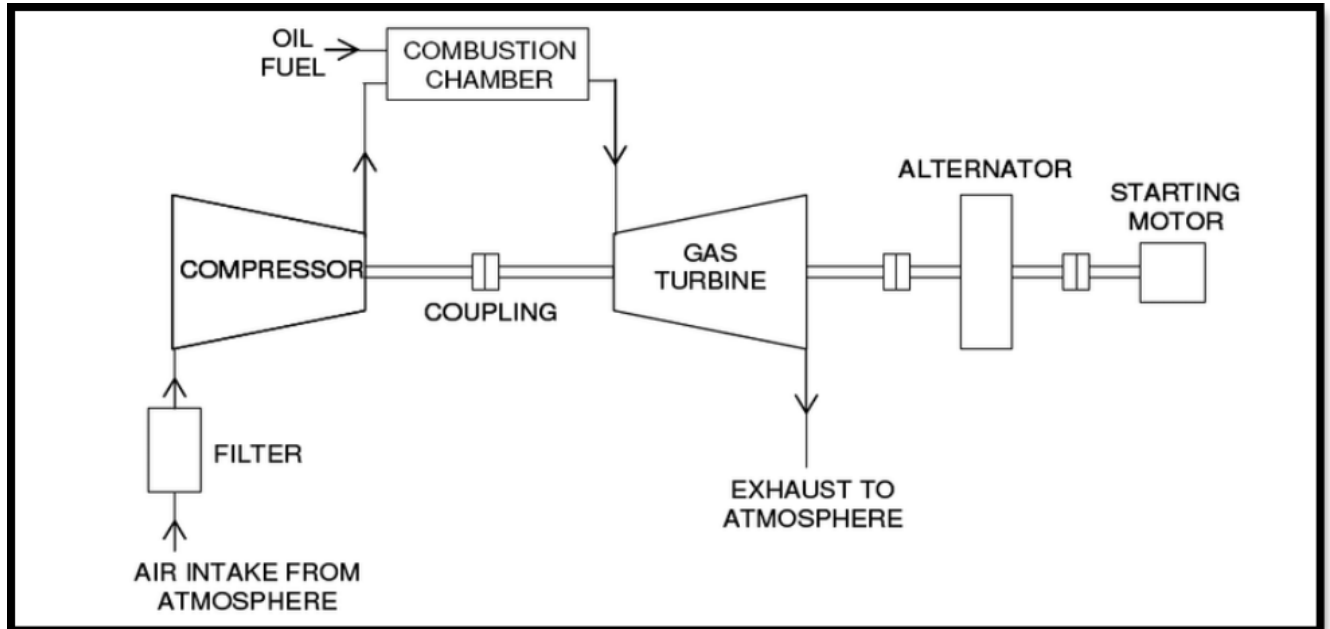 OIL
FUEL
COMBUSTION
CHAMBER
ALTERNATOR
STARTING
MOTOR
COMPRESSOR
GAS
TURBINE
COUPLING
FILTER
EXHAUST TO
ATMOSPHERE
AIR INTAKE FROM
ATMOSPHERE